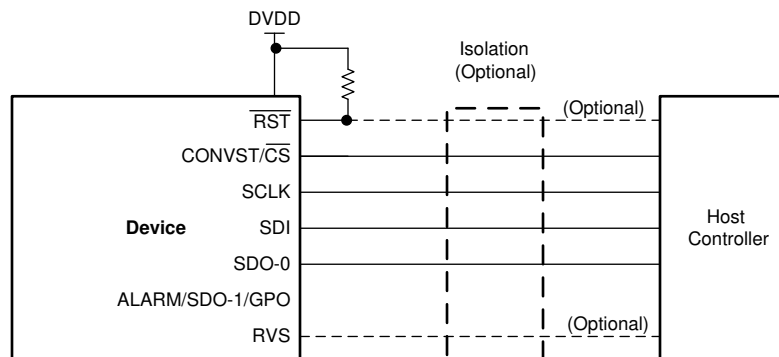 DVDD
Isolation
(Optional)
(Optional)
RST
CONVST/CS
SCLK
Device
SDI
Host
Controller
SDO-0
ALARM/SDO-1/GPO
(Optional)
RVS